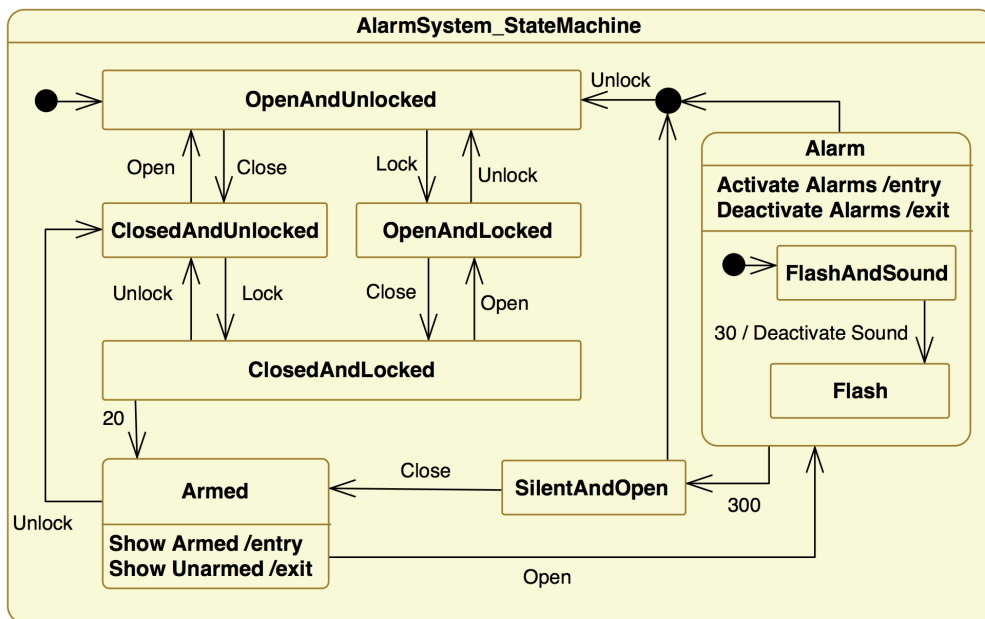 AlarmSystem_StateMachine
OpenAndUnlocked
Unlock
Alarm
Activate Alarms /entry
Deactivate Alarms /exit
Open
Close
Lock
Unlock
ClosedAndUnlocked
OpenAndLocked
FlashAndSound
Unlock
Lock
Close
Open
30 / Deactivate Sound
ClosedAndLocked
Flash
20
Armed
Close
SilentAndOpen
300
Unlock
Show Armed /entry
Show Unarmed /exit
Open